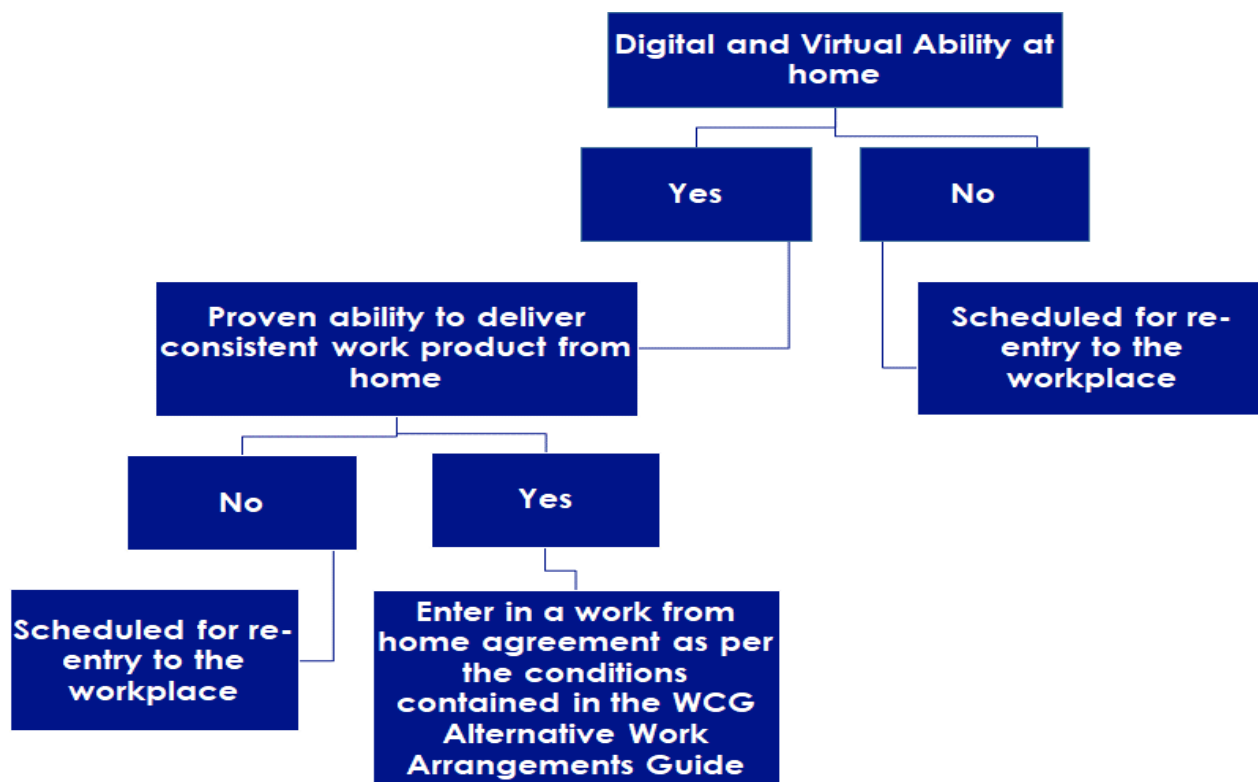 Digital and Virtual Ability at
home
Yes
No
Proven ability to deliver
consistent work product from
home
Scheduled for re-
entry to the
workplace
No
Yes
Scheduled for re-
entry to the
workplace
Enter in a work from
home agreement as per
the conditions
contained in the WCG
Alternative Work
Arrangements Guide